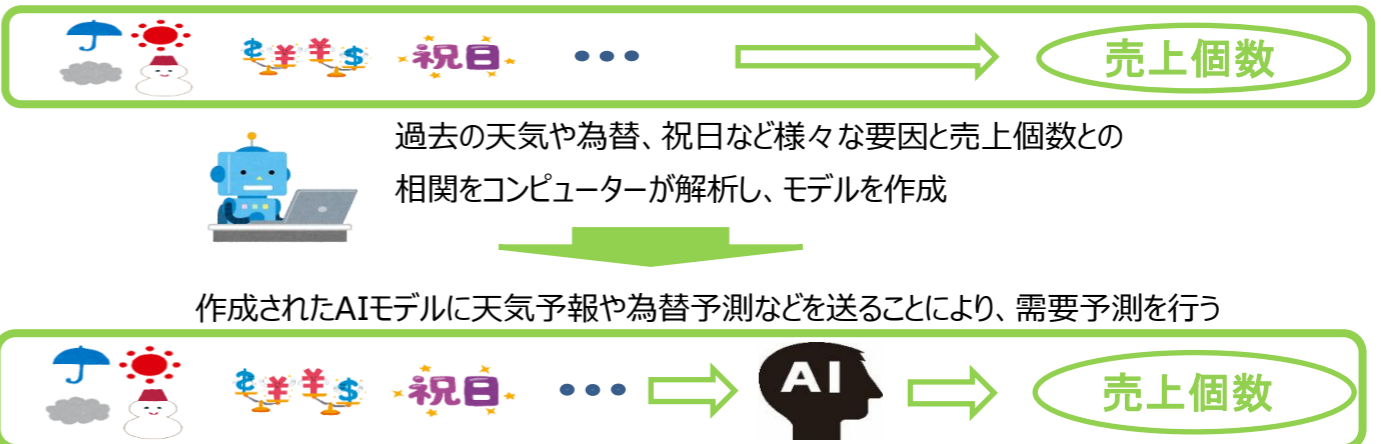 祝日 ••• 売上個数
過去の天気や為替、祝日など様々な要因と売上個数との
相関をコンピューターが解析し、モデルを作成
作成されたAIモデルに天気予報や為替予測などを送ることにより、需要予測を行う
祝日 ••• AI 売上個数